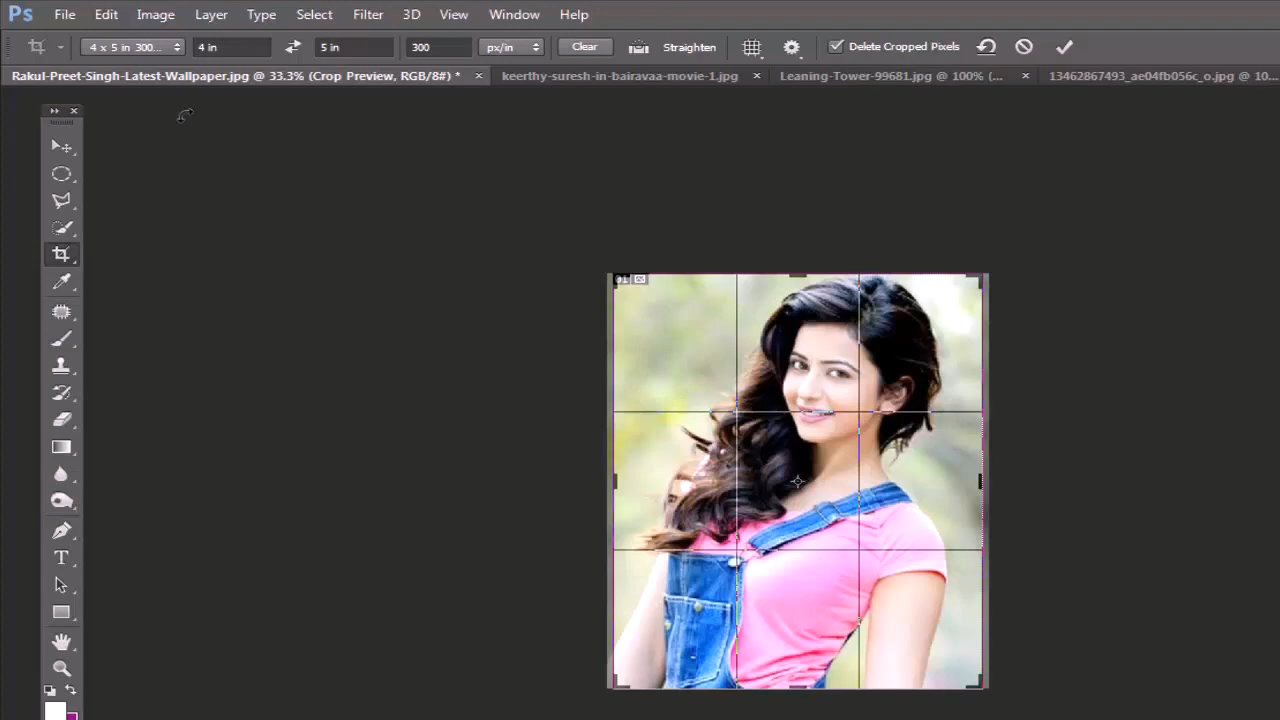 Ps File Edit Image Layer Type Select Filter 3D View Window Help
4 x 5 in 300... 4 in 5 in 300 px/in Clear Straighten Delete Cropped Pixels
Rakul-Preet-Singh-Latest-Wallpaper.jpg @ 33.3% (Crop Preview, RGB/8#) * × keerthy-suresh-in-bairavaa-movie-1.jpg × Leaning-Tower-99681.jpg @ 100% (... × 13462867493_ae04fb056c_o.jpg @ 10...
01
T